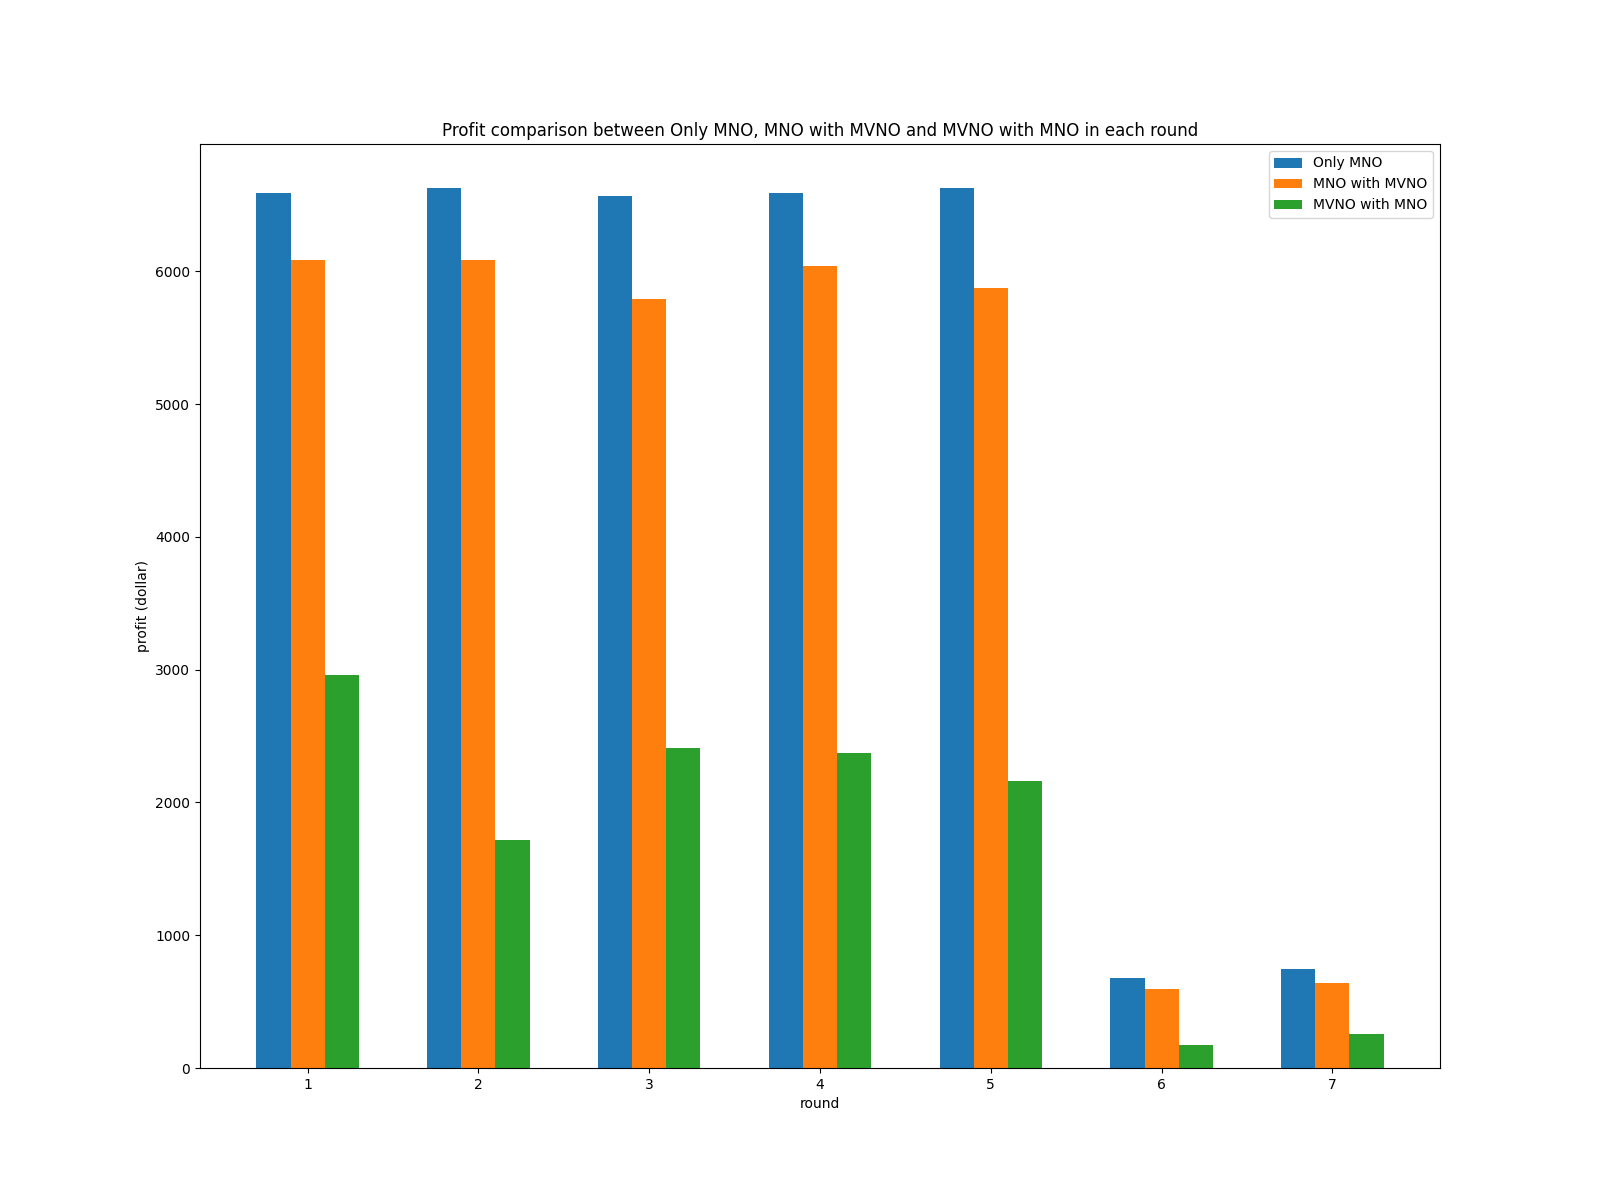 Profit comparison between Only MNO, MNO with MVNO and MVNO with MNO in each round
Only MNO
MNO with MVNO
MVNO with MNO
6000
5000
4000
3000
2000
1000
0
profit (dollar)
1 2 3 4 5 6 7
round